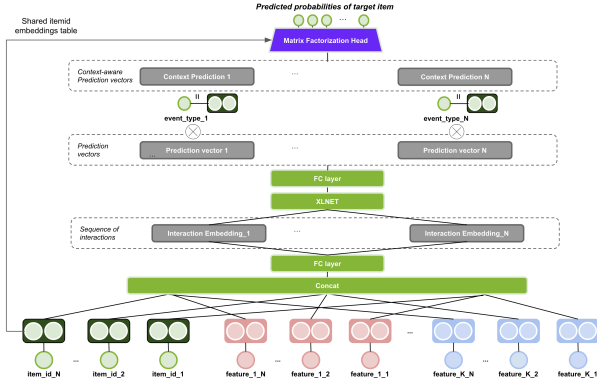 Predicted probabilities of target item
Shared itemid
embeddings table
...
Matrix Factorization Head
Context-aware
Prediction vectors
Context Prediction 1
...
Context Prediction N
=
=
event_type_1
event_type_N
Prediction
vectors
...
Prediction vector 1
...
Prediction vector N
FC layer
XLNET
Sequence of
interactions
Interaction Embedding_1
...
Interaction Embedding_N
FC layer
Concat
...
item_id_N
...
item_id_2
item_id_1
feature_1_N
...
feature_1_2
feature_1_1
feature_K_N
...
feature_K_2
feature_K_1